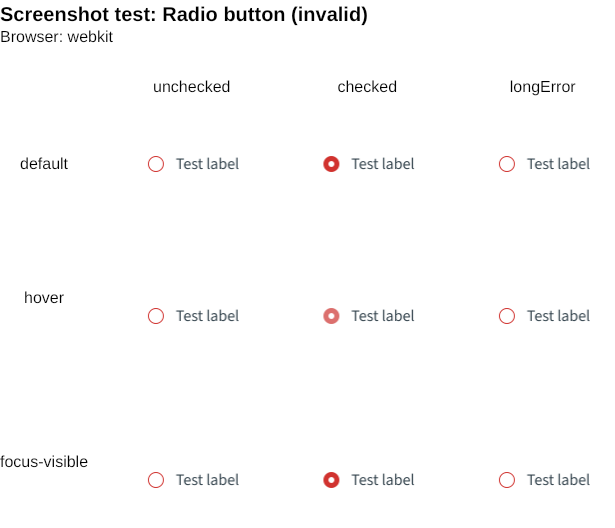 Screenshot test: Radio button (invalid)
Browser: webkit
unchecked checked longError
default Test label Test label Test label
hover Test label Test label Test label
focus-visible Test label Test label Test label